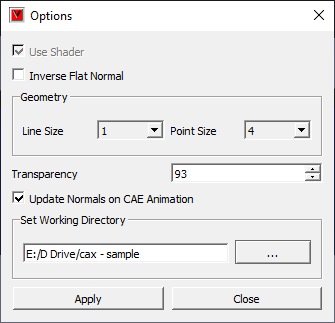 Options
Use Shader
Inverse Flat Normal
Geometry
Line Size 1 Point Size 4
Transparency 93
Update Normals on CAE Animation
Set Working Directory
E:/D Drive/cax - sample ...
Apply Close